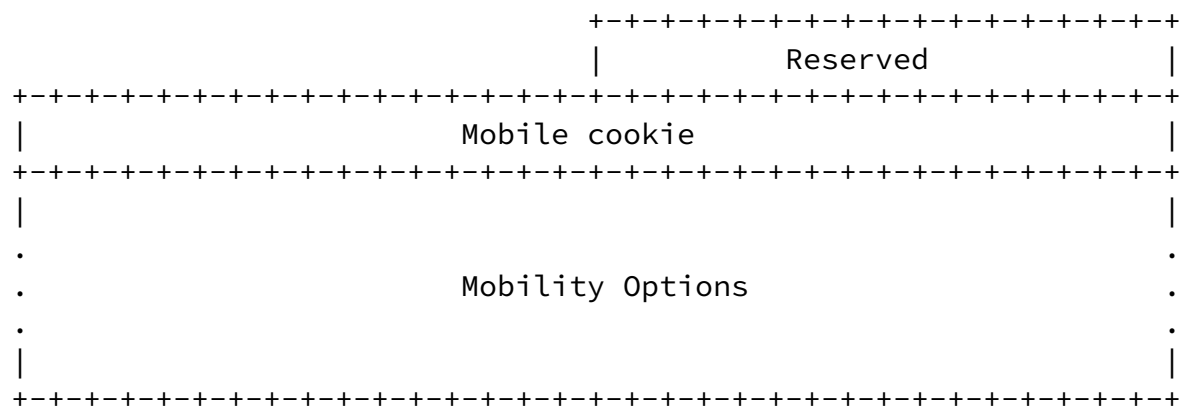 +-+-+-+-+-+-+-+-+-+-+-+-+-+-+-+-+
                                |          Reserved             |
+-+-+-+-+-+-+-+-+-+-+-+-+-+-+-+-+-+-+-+-+-+-+-+-+-+-+-+-+-+-+-+-+
|                        Mobile cookie                          |
+-+-+-+-+-+-+-+-+-+-+-+-+-+-+-+-+-+-+-+-+-+-+-+-+-+-+-+-+-+-+-+-+
|                                                               |
.                                                               .
.                        Mobility Options                       .
.                                                               .
|                                                               |
+-+-+-+-+-+-+-+-+-+-+-+-+-+-+-+-+-+-+-+-+-+-+-+-+-+-+-+-+-+-+-+-+